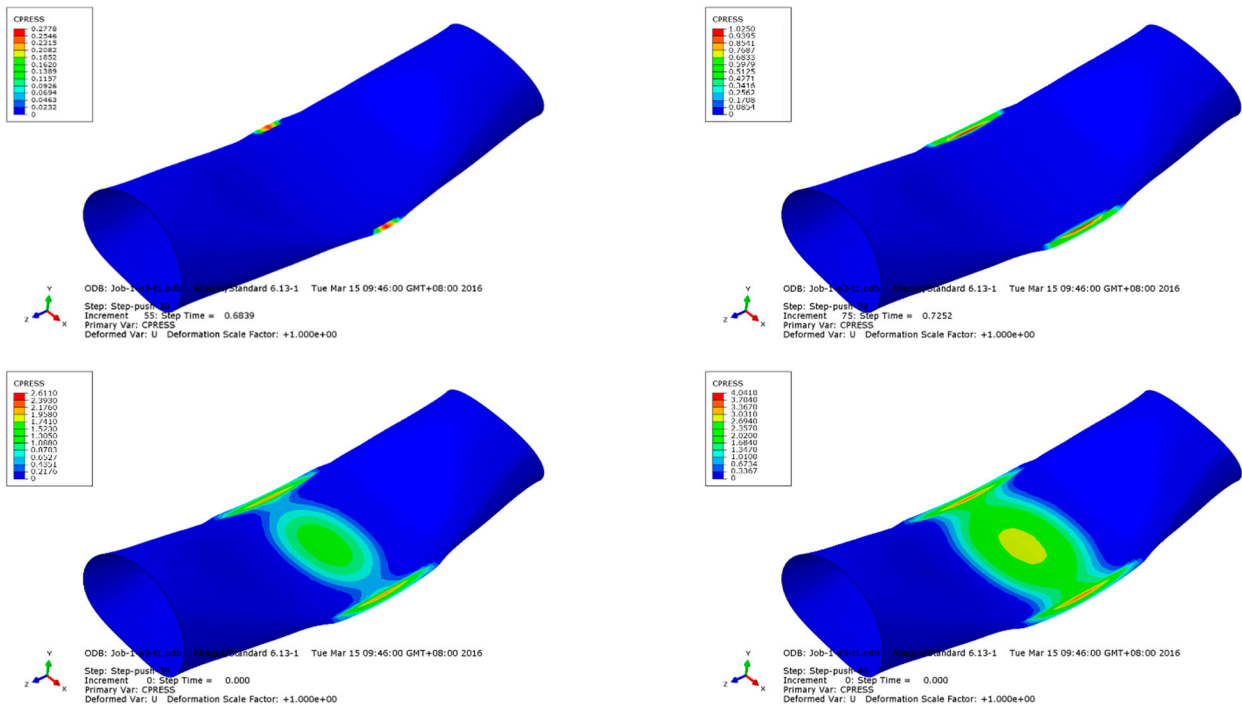 CPRESS
0.2778
0.2546
0.2315
0.2082
0.1852
0.1620
0.1389
0.1157
0.0926
0.0694
0.0463
0.0232
0
Y
Z
X
ODB: Job-1 Standard 6.13-1 Tue Mar 15 09:46:00 GMT+08:00 2016
Step: Step-push
Increment 55: Step Time = 0.6839
Primary Var: CPRESS
Deformed Var: U Deformation Scale Factor: +1.000e+00
CPRESS
1.0250
0.9395
0.8541
0.7687
0.6833
0.5979
0.5125
0.4271
0.3416
0.2562
0.1708
0.0854
0
Y
Z
X
ODB: Job-1 Standard 6.13-1 Tue Mar 15 09:46:00 GMT+08:00 2016
Step: Step-push
Increment 75: Step Time = 0.7252
Primary Var: CPRESS
Deformed Var: U Deformation Scale Factor: +1.000e+00
CPRESS
2.6110
2.3930
2.1760
1.9580
1.7410
1.5230
1.3050
1.0880
0.8703
0.6527
0.4351
0.2176
0
Y
Z
X
ODB: Job-1 Standard 6.13-1 Tue Mar 15 09:46:00 GMT+08:00 2016
Step: Step-push
Increment 0: Step Time = 0.000
Primary Var: CPRESS
Deformed Var: U Deformation Scale Factor: +1.000e+00
CPRESS
4.0410
3.7040
3.3670
3.0310
2.6940
2.3570
2.0200
1.6840
1.3470
1.0100
0.6734
0.3367
0
Y
Z
X
ODB: Job-1 Standard 6.13-1 Tue Mar 15 09:46:00 GMT+08:00 2016
Step: Step-push
Increment 0: Step Time = 0.000
Primary Var: CPRESS
Deformed Var: U Deformation Scale Factor: +1.000e+00